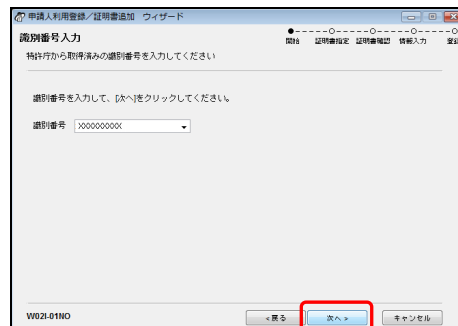 申請人利用登録／証明書追加 ウィザード
識別番号入力
●-----○-----○-----○-----○
開始 証明書指定 証明書確認 情報入力 登録
特許庁から取得済みの識別番号を入力してください
識別番号を入力して、[次へ]をクリックしてください。
識別番号 XXXXXXXXX
W02I-01NO
<戻る 次へ > キャンセル